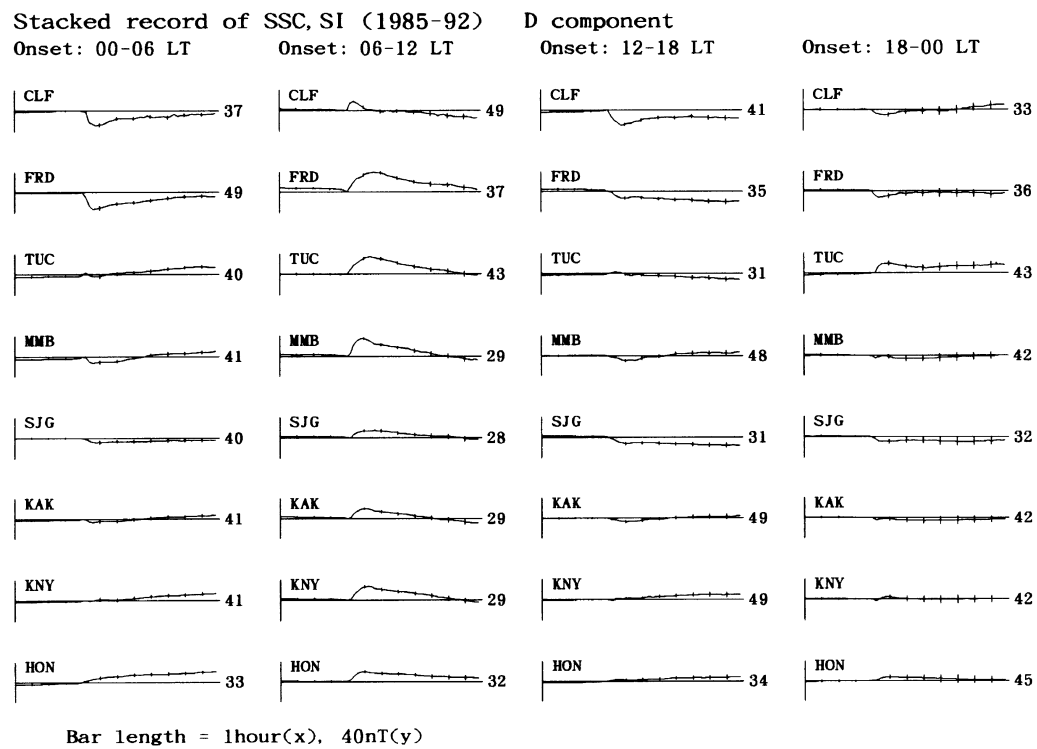 Stacked record of SSC,SI (1985-92) D component
Onset: 00-06 LT Onset: 06-12 LT Onset: 12-18 LT Onset: 18-00 LT
CLF 37 CLF 49 CLF 41 CLF 33
FRD 49 FRD 37 FRD 35 FRD 36
TUC 40 TUC 43 TUC 31 TUC 43
MMB 41 MMB 29 MMB 48 MMB 42
SJG 40 SJG 28 SJG 31 SJG 32
KAK 41 KAK 29 KAK 49 KAK 42
KNY 41 KNY 29 KNY 49 KNY 42
HON 33 HON 32 HON 34 HON 45
Bar length = 1hour(x), 40nT(y)